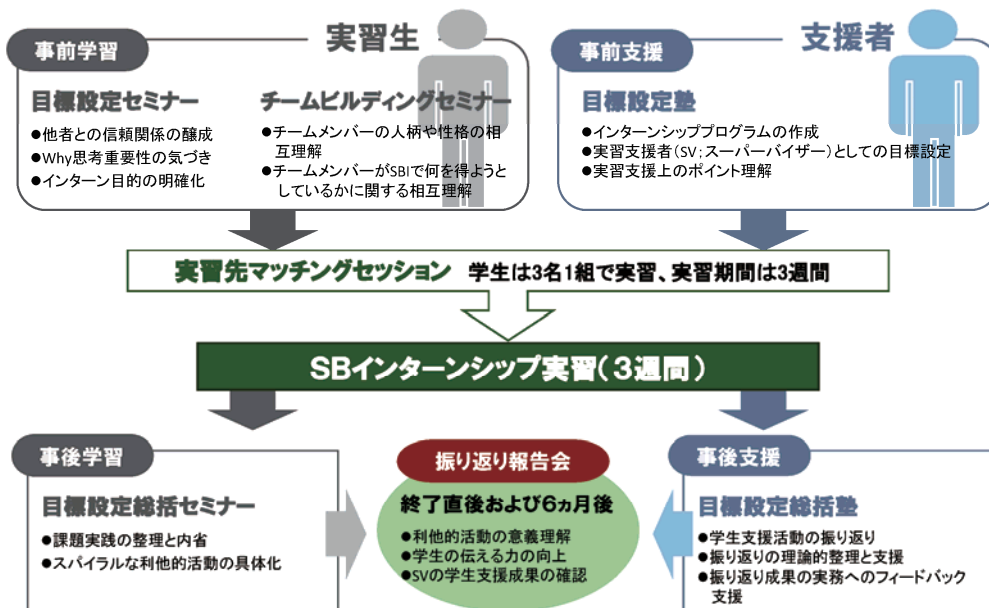 実習生
事前学習
目標設定セミナー
●他者との信頼関係の醸成
●Why思考重要性の気づき
●インターン目的の明確化
チームビルディングセミナー
●チームメンバーの人柄や性格の相
互理解
●チームメンバーがSBIで何を得ようと
しているかに関する相互理解
支援者
事前支援
目標設定塾
●インターンシッププログラムの作成
●実習支援者(SV;スーパーバイザー)としての目標設定
●実習支援上のポイント理解
実習先マッチングセッション 学生は3名1組で実習、実習期間は3週間
SBインターンシップ実習(3週間)
事後学習
目標設定総括セミナー
●課題実践の整理と内省
●スパイラルな利他的活動の具体化
振り返り報告会
終了直後および6ヵ月後
●利他的活動の意義理解
●学生の伝える力の向上
●SVの学生支援成果の確認
事後支援
目標設定総括塾
●学生支援活動の振り返り
●振り返りの理論的整理と支援
●振り返り成果の実務へのフィードバック
支援